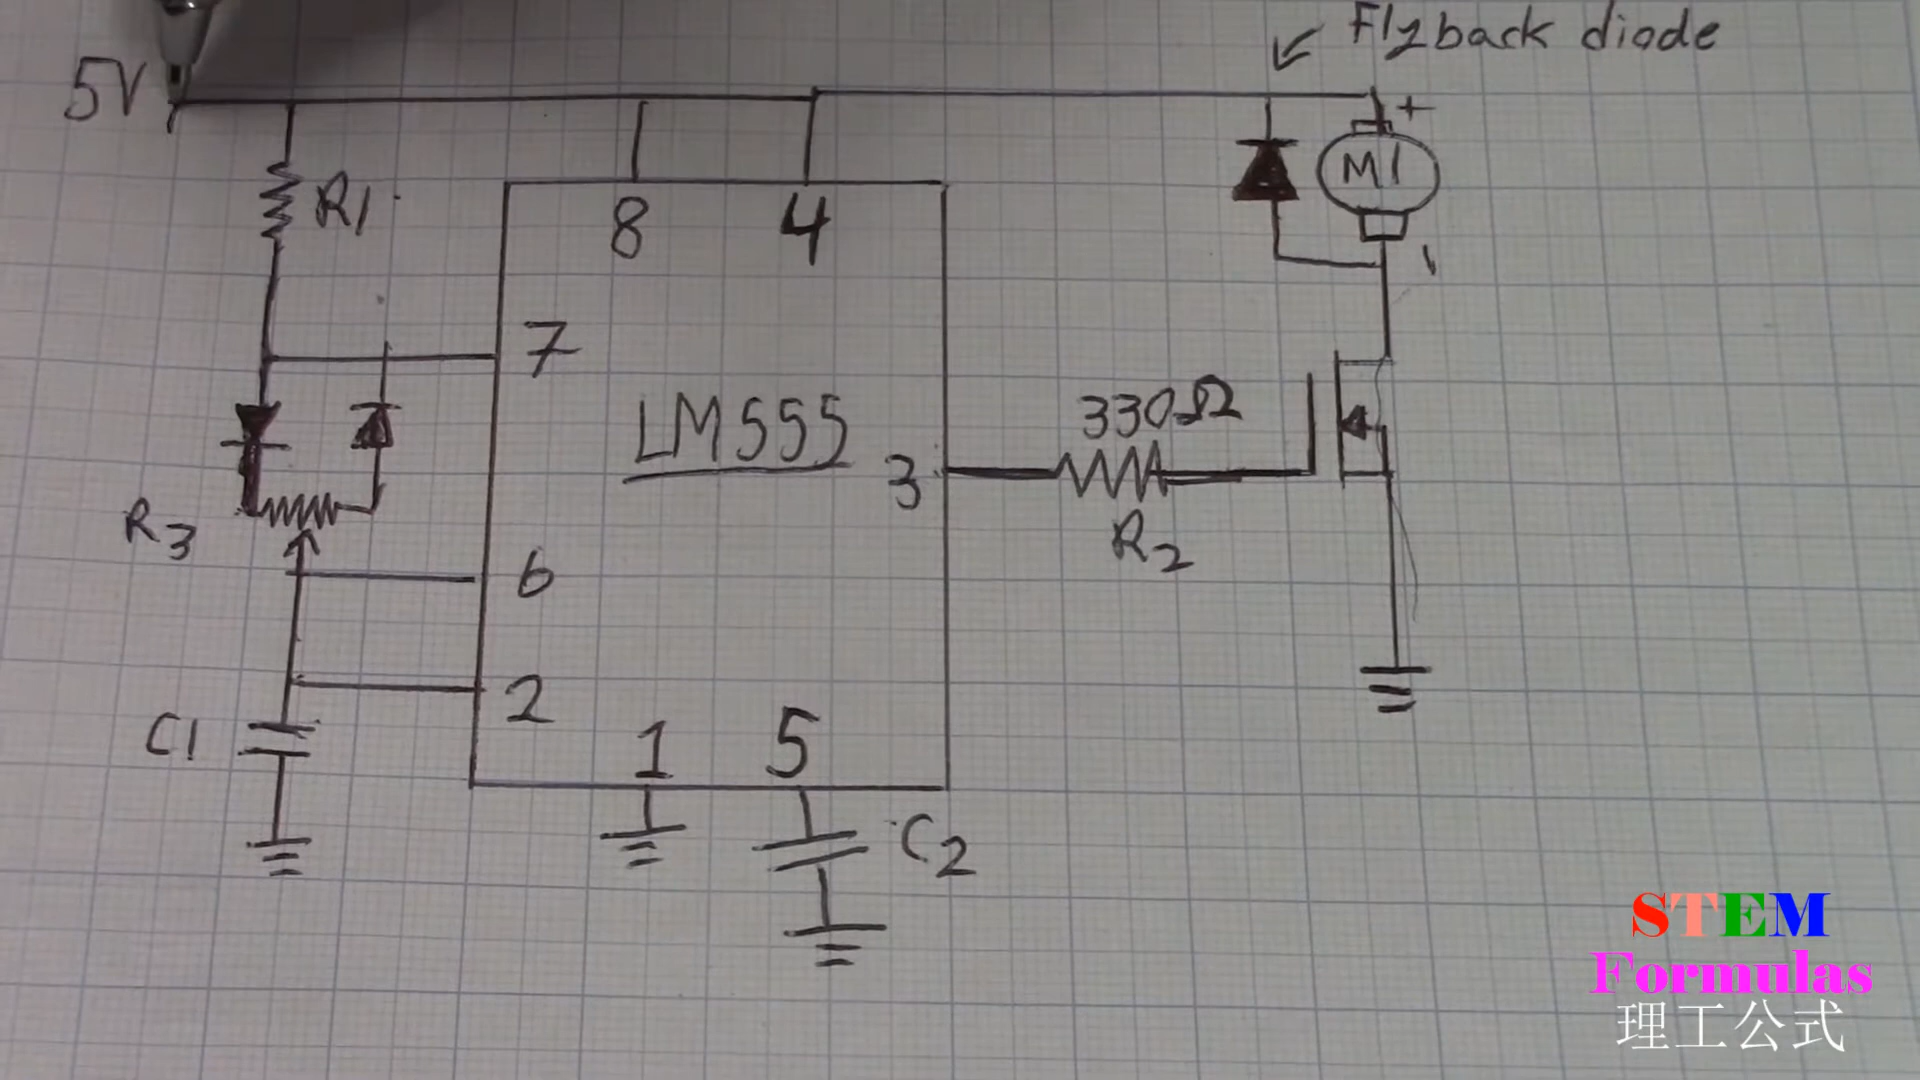 Flyback diode
5V
+
R1
M1
8 4
7
330Ω
LM555
3
R2
R3
6
2
C1
1 5
C2
STEM
Formulas
理工公式